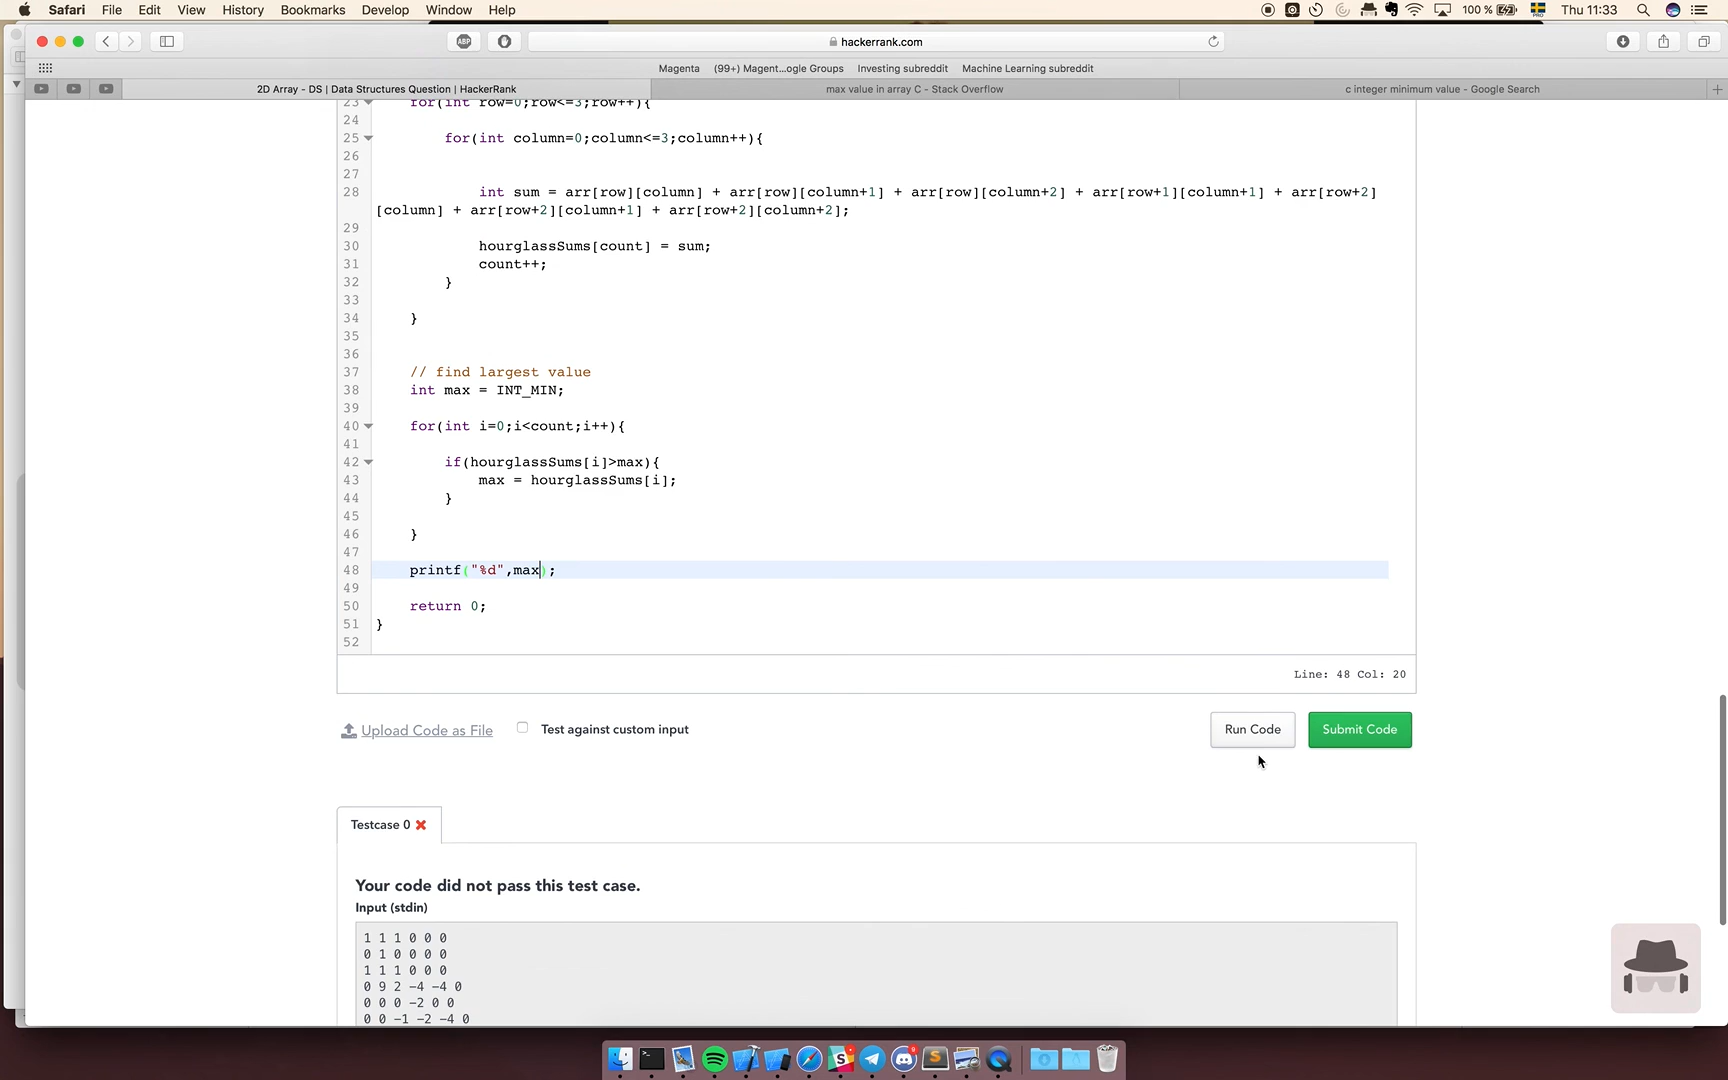 Safari File Edit View History Bookmarks Develop Window Help 100 % PRO Thu 11:33
ABP hackerrank.com
Magenta (99+) Magent...ogle Groups Investing subreddit Machine Learning subreddit
2D Array - DS | Data Structures Question | HackerRank max value in array C - Stack Overflow c integer minimum value - Google Search
23 for(int row=0;row<=3;row++){
24
25 for(int column=0;column<=3;column++){
26
27
28 int sum = arr[row][column] + arr[row][column+1] + arr[row][column+2] + arr[row+1][column+1] + arr[row+2]
[column] + arr[row+2][column+1] + arr[row+2][column+2];
29
30 hourglassSums[count] = sum;
31 count++;
32 }
33
34 }
35
36
37 // find largest value
38 int max = INT_MIN;
39
40 for(int i=0;i<count;i++){
41
42 if(hourglassSums[i]>max){
43 max = hourglassSums[i];
44 }
45
46 }
47
48 printf("%d",max);
49
50 return 0;
51 }
52
Line: 48 Col: 20
Upload Code as File Test against custom input Run Code Submit Code
Testcase 0
Your code did not pass this test case.
Input (stdin)
1 1 1 0 0 0
0 1 0 0 0 0
1 1 1 0 0 0
0 9 2 -4 -4 0
0 0 0 -2 0 0
0 0 -1 -2 -4 0